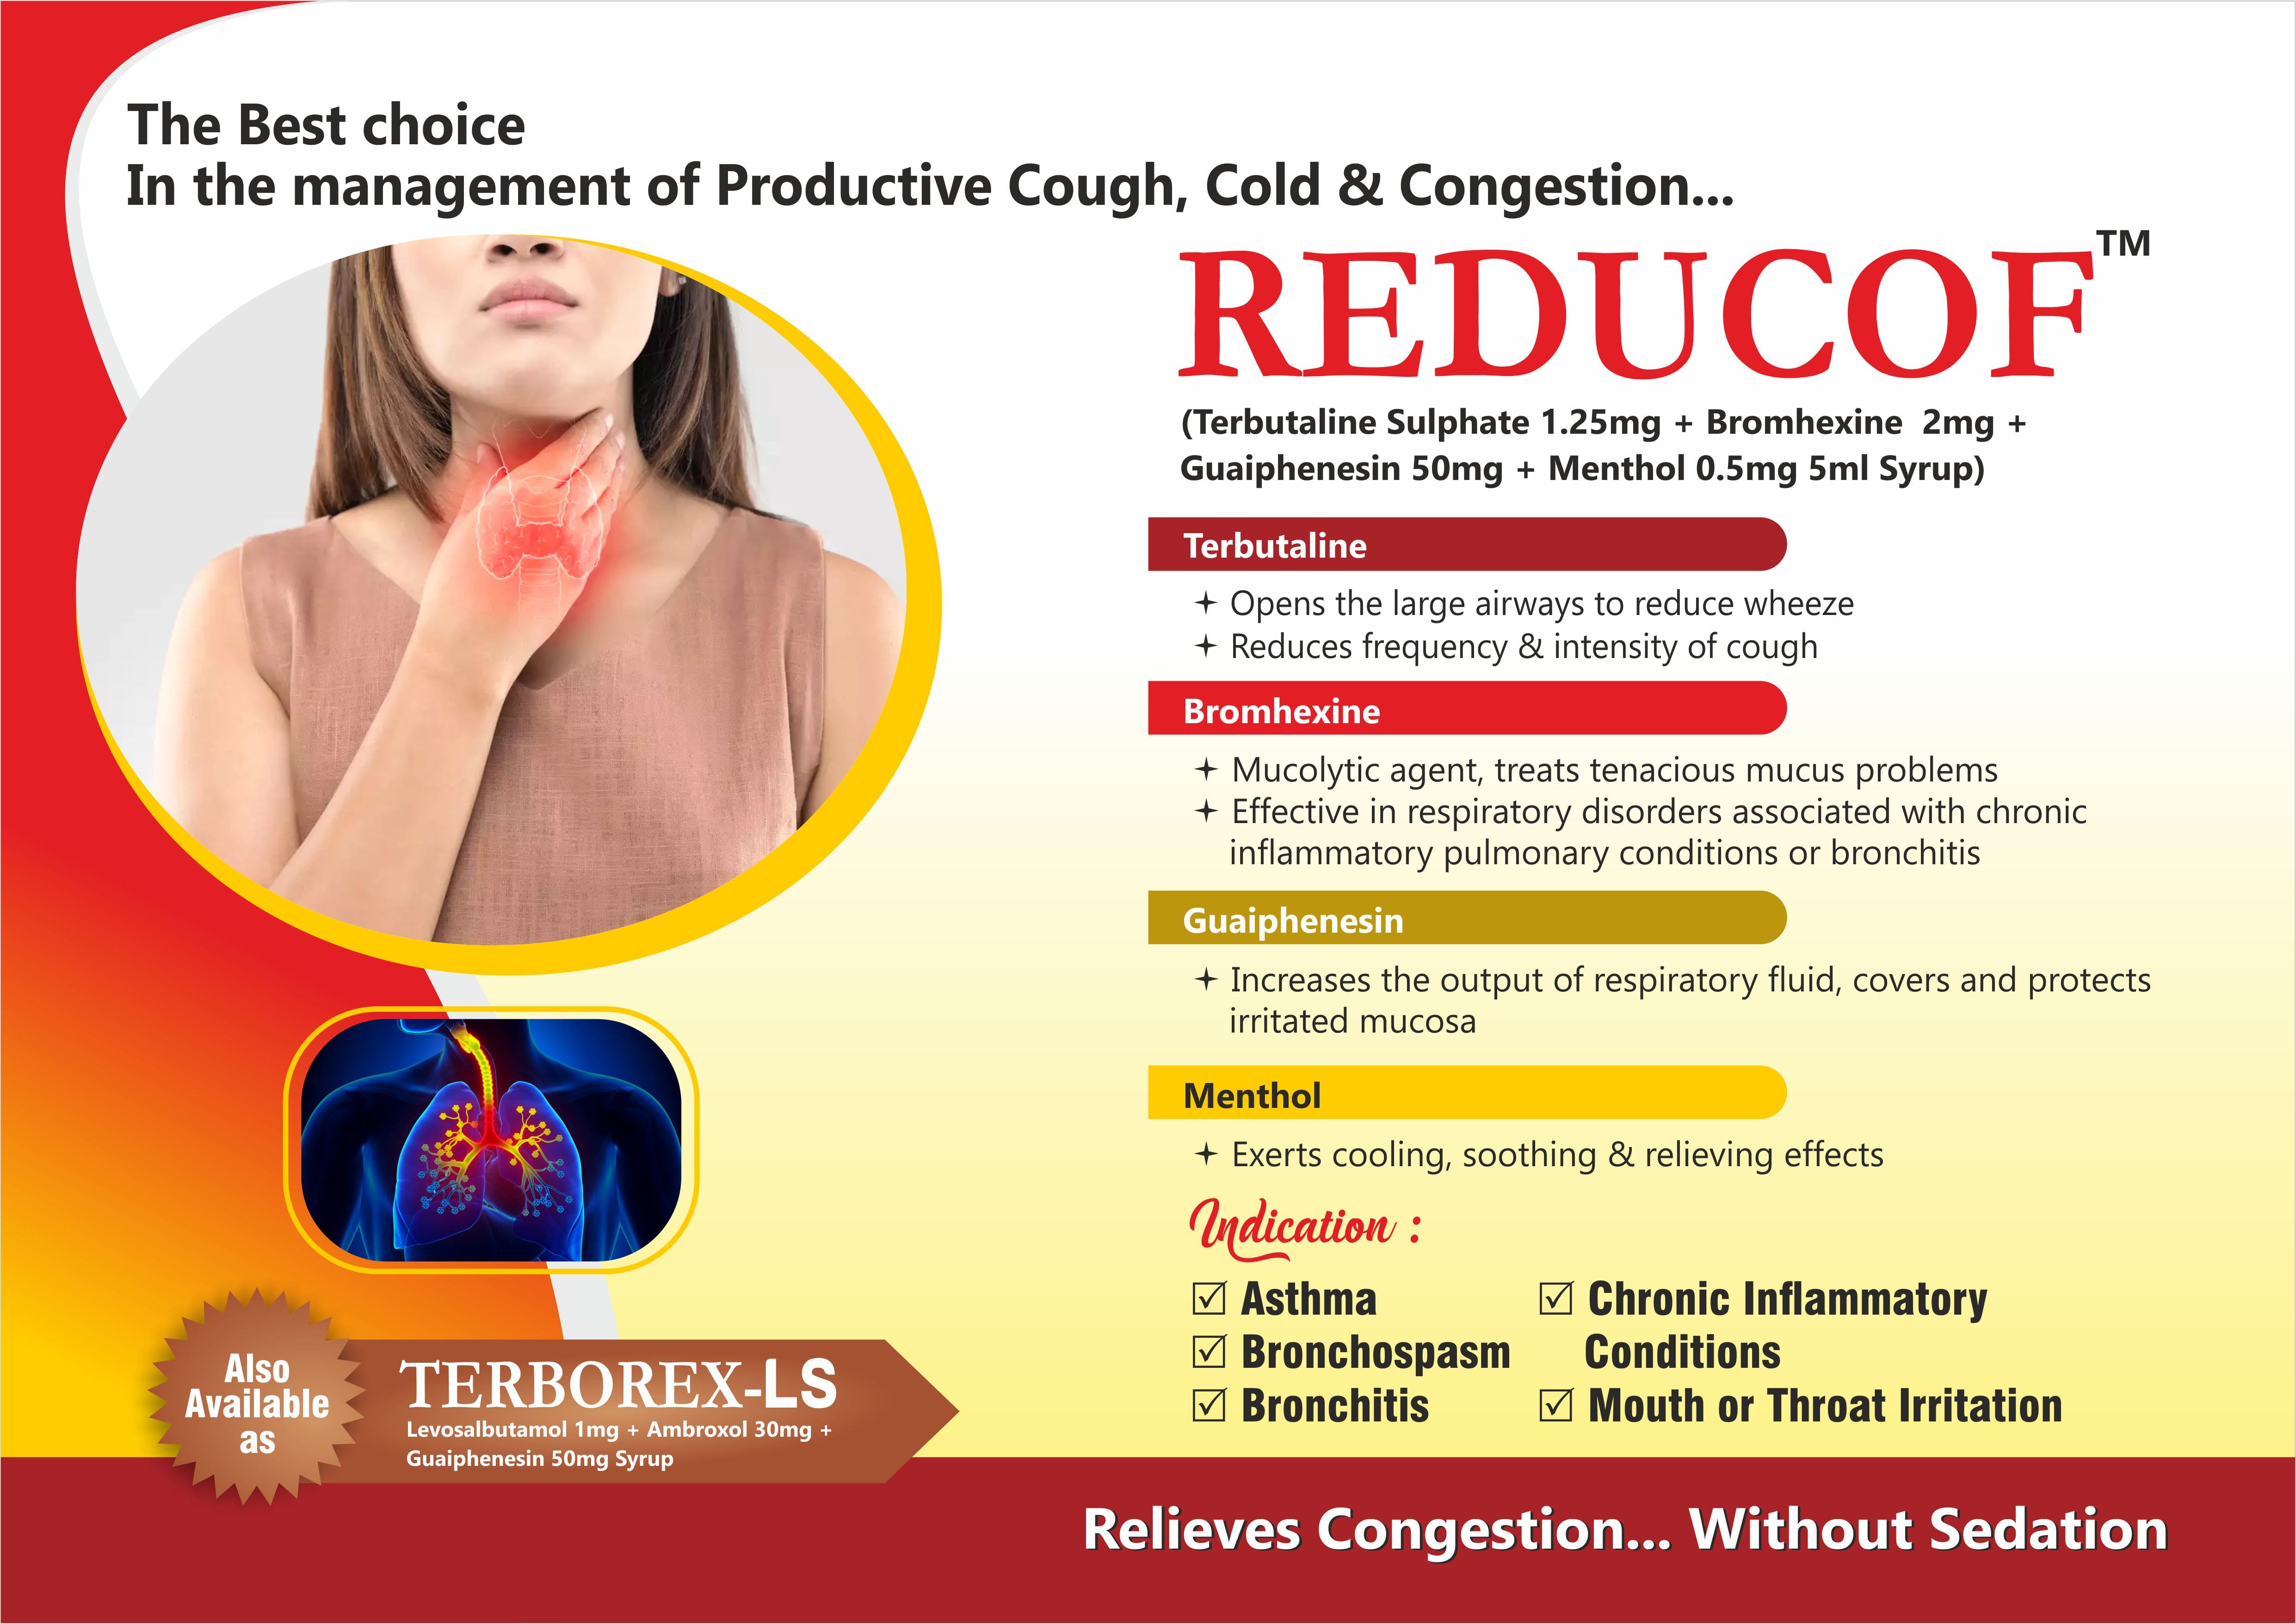 The Best choice
In the management of Productive Cough, Cold & Congestion...
REDUCOF™
(Terbutaline Sulphate 1.25mg + Bromhexine 2mg +
Guaiphenesin 50mg + Menthol 0.5mg 5ml Syrup)
Terbutaline
Opens the large airways to reduce wheeze
Reduces frequency & intensity of cough
Bromhexine
Mucolytic agent, treats tenacious mucus problems
Effective in respiratory disorders associated with chronic
inflammatory pulmonary conditions or bronchitis
Guaiphenesin
Increases the output of respiratory fluid, covers and protects
irritated mucosa
Menthol
Exerts cooling, soothing & relieving effects
Indication :
☑ Asthma
☑ Bronchospasm
☑ Bronchitis
☑ Chronic Inflammatory
Conditions
☑ Mouth or Throat Irritation
Also
Available
as
TERBOREX-LS
Levosalbutamol 1mg + Ambroxol 30mg +
Guaiphenesin 50mg Syrup
Relieves Congestion... Without Sedation